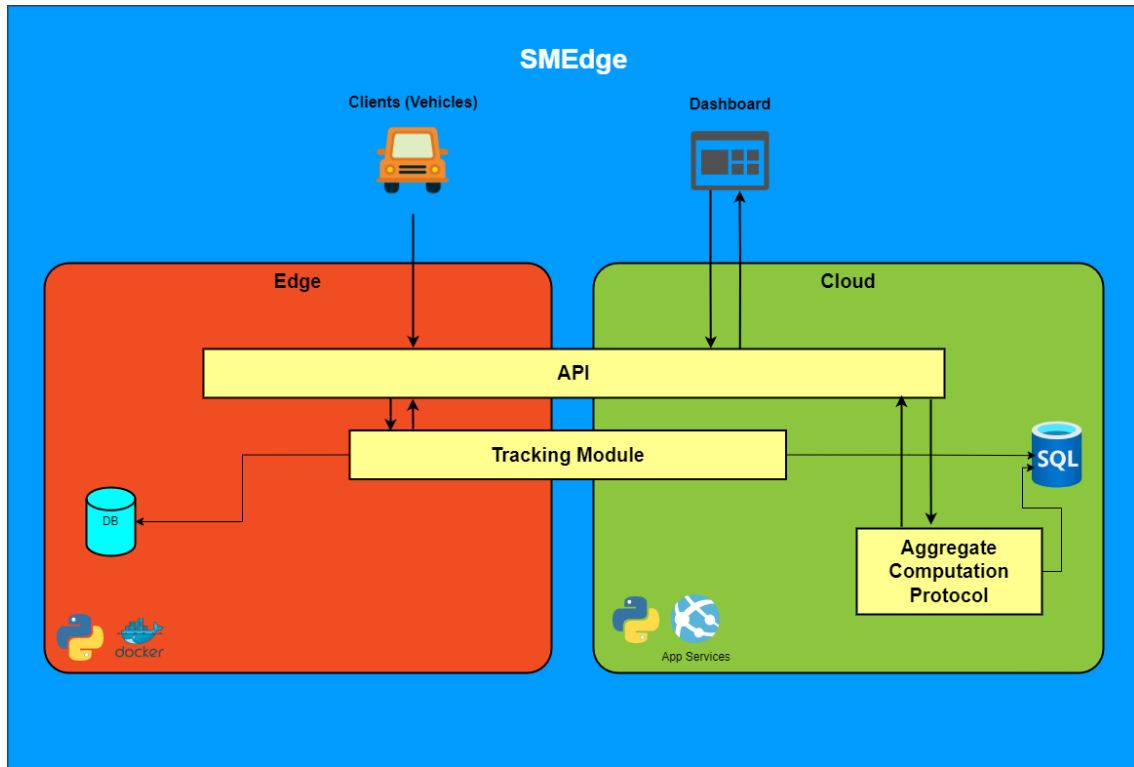 SMEdge
Clients (Vehicles)
Dashboard
Edge
Cloud
API
Tracking Module
SQL
DB
Aggregate
Computation
Protocol
docker
App Services